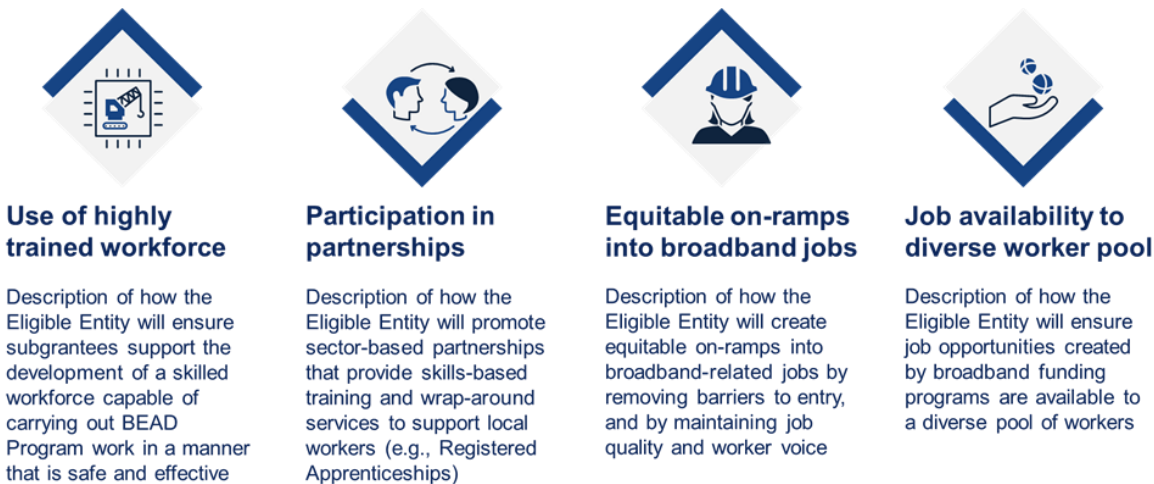 Use of highly
trained workforce
Description of how the
Eligible Entity will ensure
subgrantees support the
development of a skilled
workforce capable of
carrying out BEAD
Program work in a manner
that is safe and effective
Participation in
partnerships
Description of how the
Eligible Entity will promote
sector-based partnerships
that provide skills-based
training and wrap-around
services to support local
workers (e.g., Registered
Apprenticeships)
Equitable on-ramps
into broadband jobs
Description of how the
Eligible Entity will create
equitable on-ramps into
broadband-related jobs by
removing barriers to entry,
and by maintaining job
quality and worker voice
Job availability to
diverse worker pool
Description of how the
Eligible Entity will ensure
job opportunities created
by broadband funding
programs are available to
a diverse pool of workers